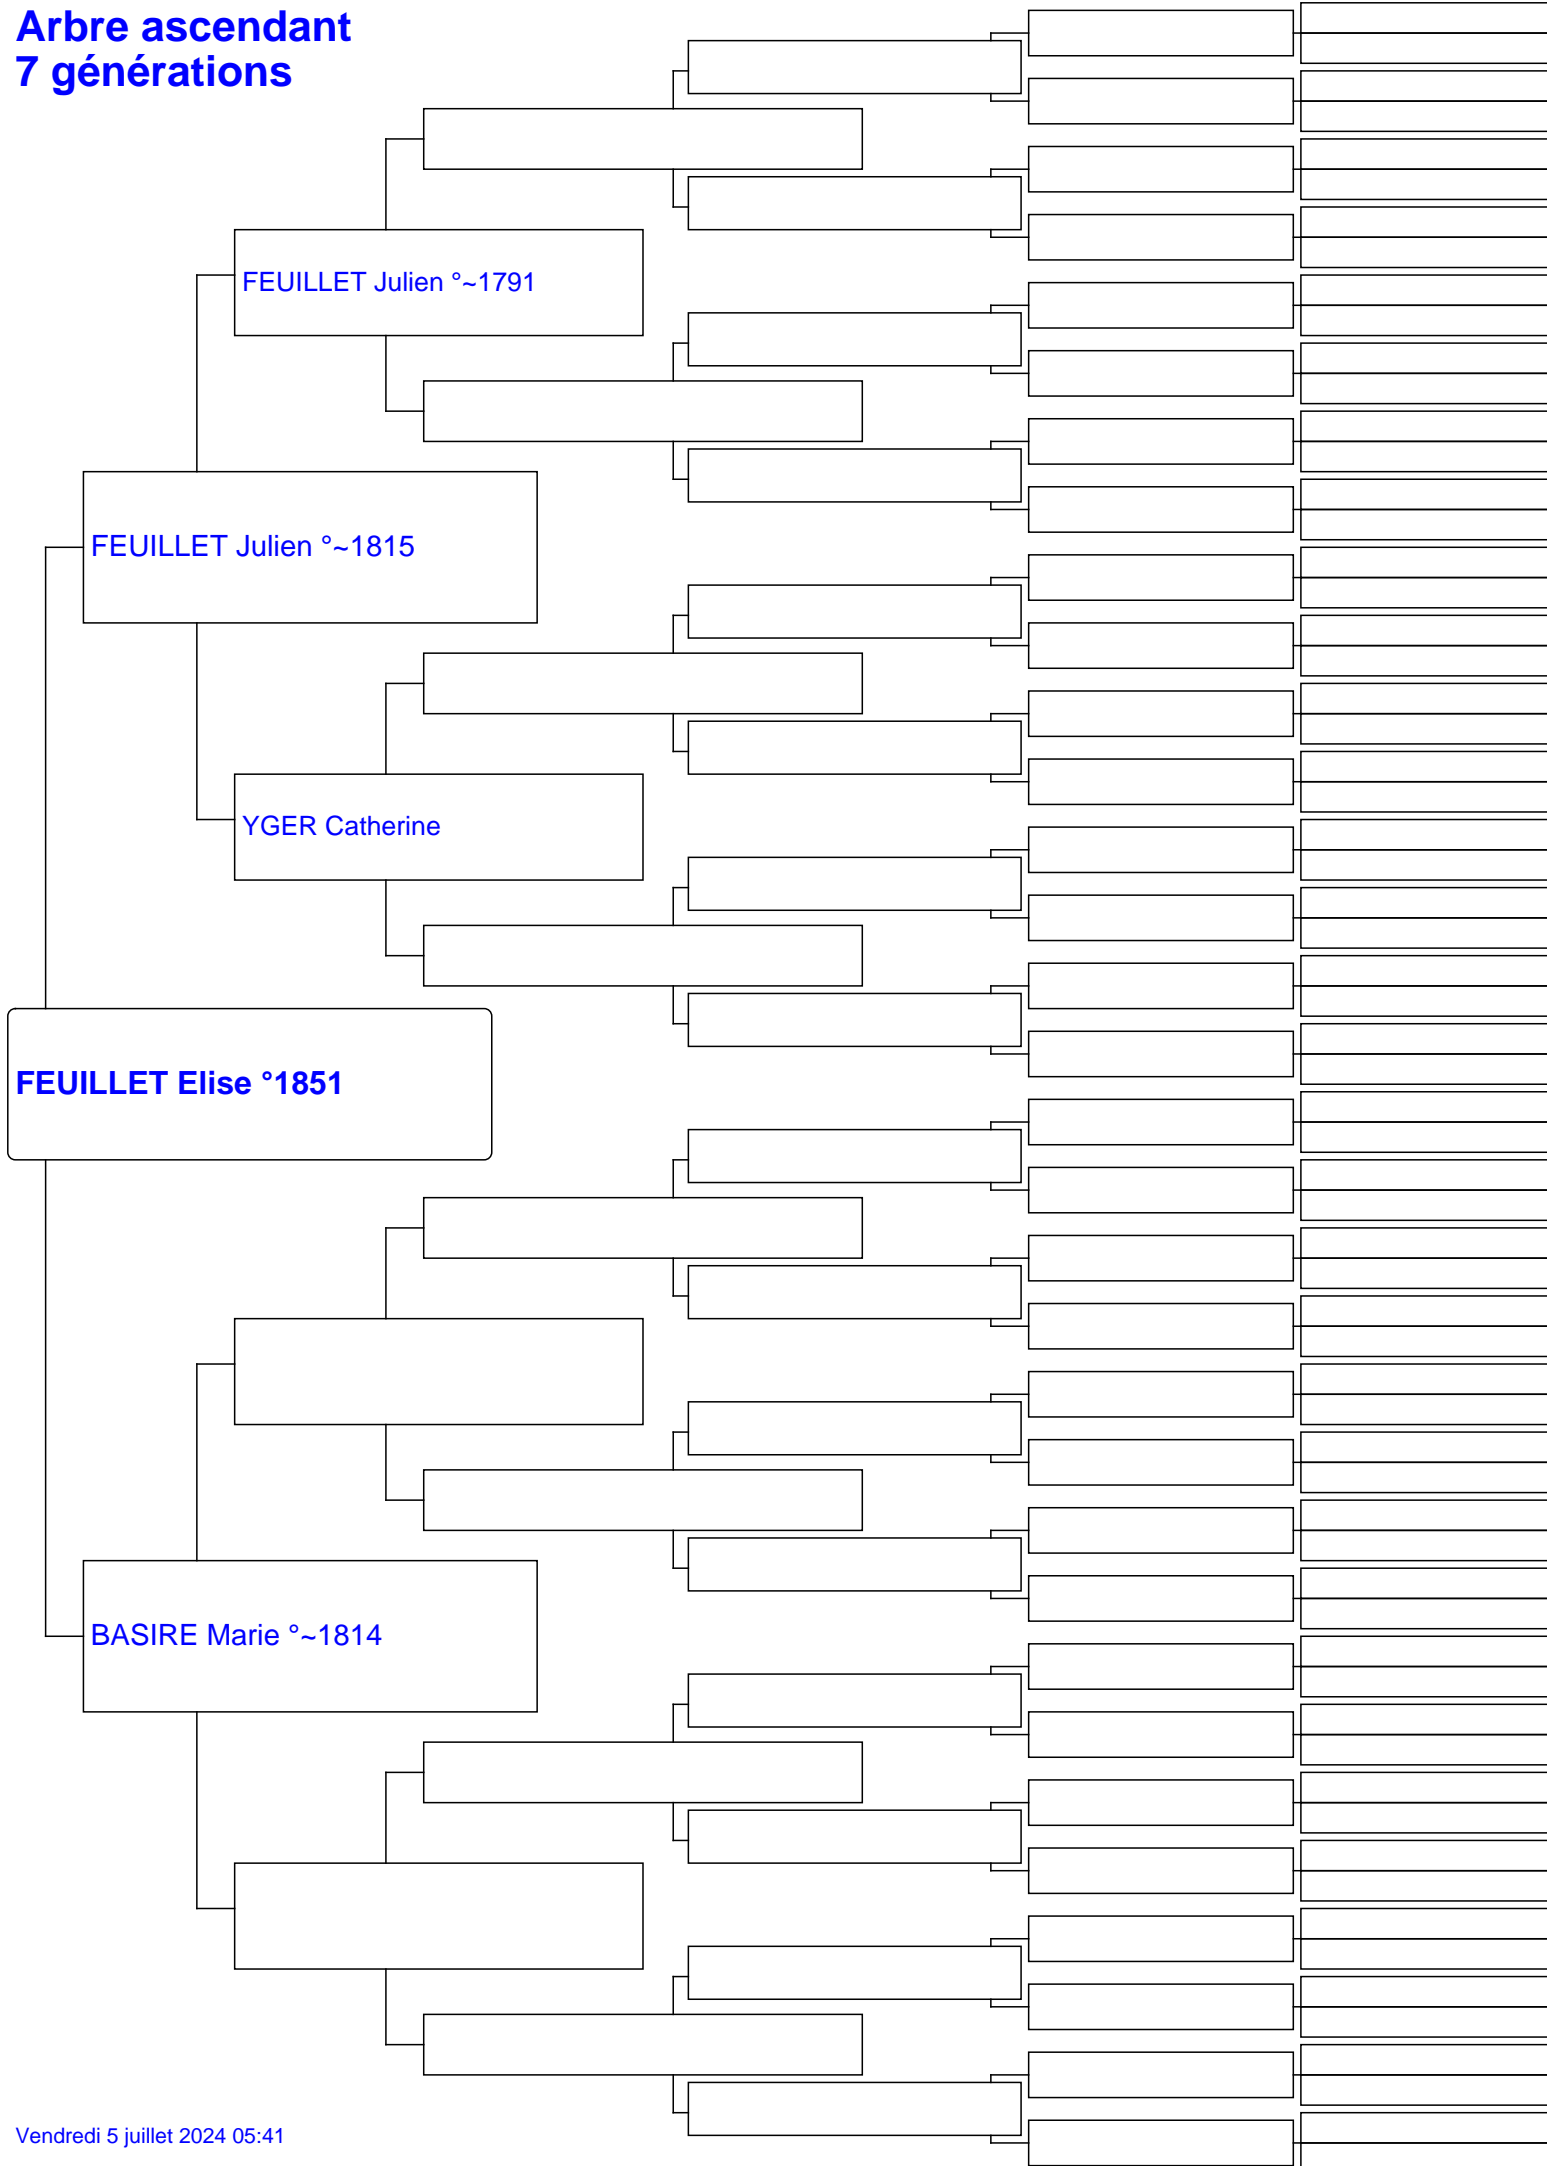 Arbre ascendant
7 générations
FEUILLET Julien °~1791
FEUILLET Julien °~1815
YGER Catherine
FEUILLET Elise °1851
BASIRE Marie °~1814
Vendredi 5 juillet 2024 05:41